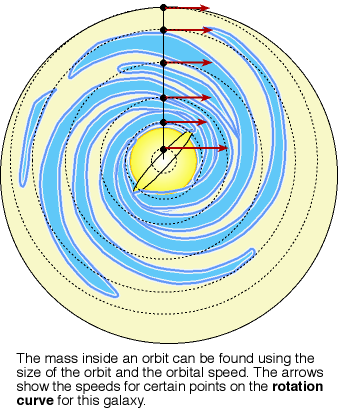 The mass inside an orbit can be found using the
size of the orbit and the orbital speed. The arrows
show the speeds for certain points on the rotation
curve for this galaxy.